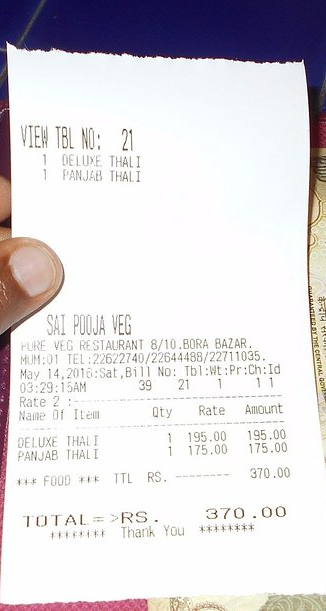 VIEW TBL NO: 21
1 DELUXE THALI
1 PANJAB THALI
SAI POOJA VEG
PURE VEG RESTAURANT 8/10.BORA BAZAR.
MUM:01 TEL:22622740/22644488/22711035.
May 14,2016:Sat,Bill No: Tbl:Wt:Pr:Ch:Id
03:29:15AM 39 21 1 1 1
Rate 2 :-
Name Of Item Qty Rate Amount
DELUXE THALI 1 195.00 195.00
PANJAB THALI 1 175.00 175.00
*** FOOD *** TTL RS. -------- 370.00
TOTAL=>RS. 370.00
******** Thank You ********